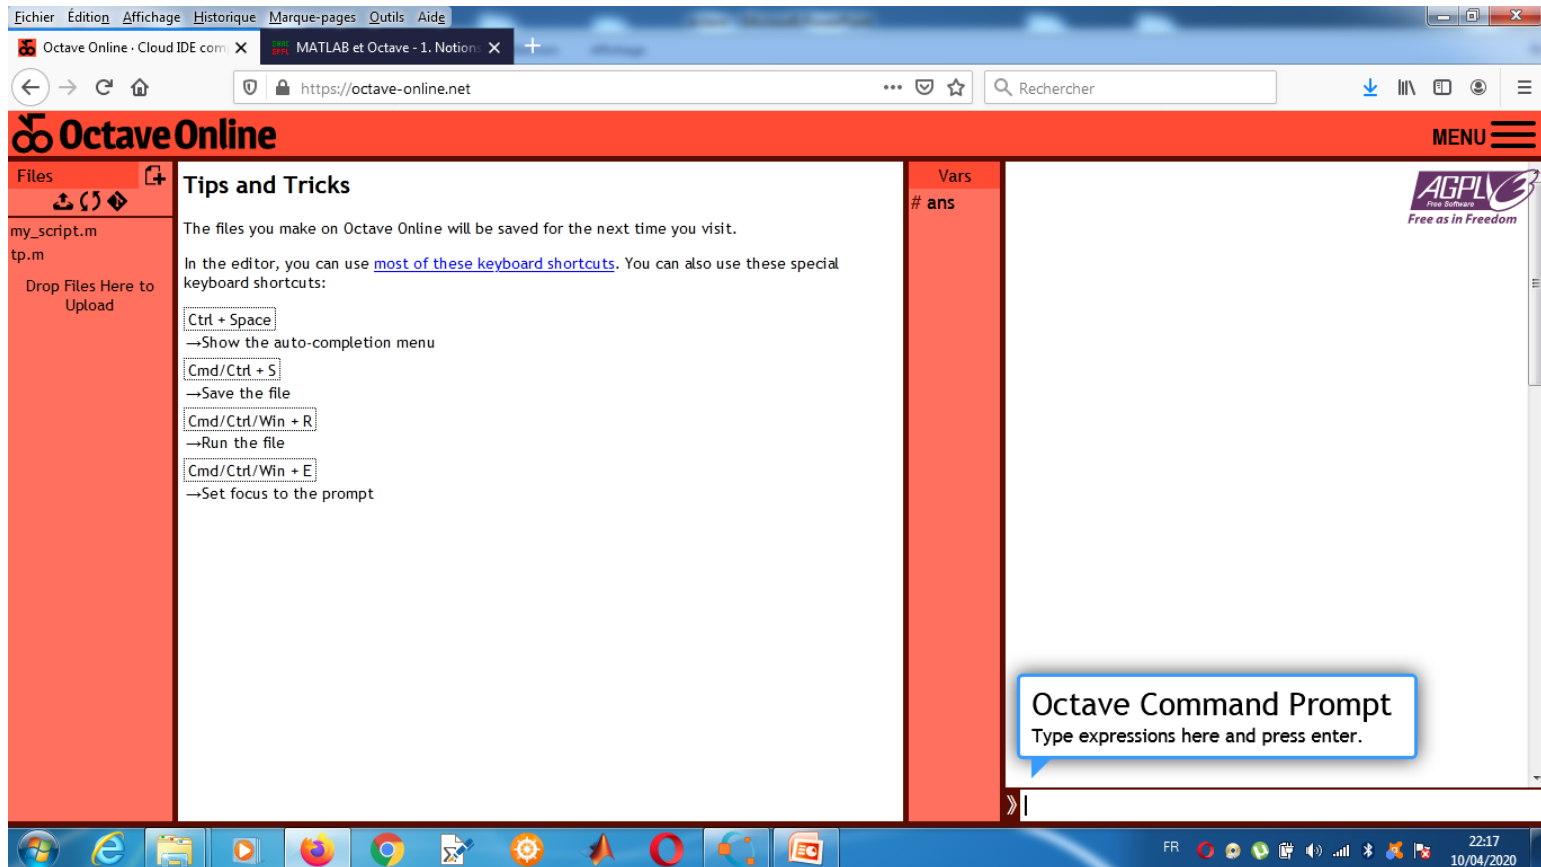 Fichier Édition Affichage Historique Marque-pages Outils Aide
Octave Online · Cloud IDE com
MATLAB et Octave - 1. Notions
https://octave-online.net
Rechercher
Octave Online
MENU
Files
my_script.m
tp.m
Drop Files Here to
Upload
Tips and Tricks
The files you make on Octave Online will be saved for the next time you visit.
In the editor, you can use most of these keyboard shortcuts. You can also use these special
keyboard shortcuts:
Ctrl + Space
→Show the auto-completion menu
Cmd/Ctrl + S
→Save the file
Cmd/Ctrl/Win + R
→Run the file
Cmd/Ctrl/Win + E
→Set focus to the prompt
Vars
# ans
AGPL 3
Free Software
Free as in Freedom
Octave Command Prompt
Type expressions here and press enter.
FR
22:17
10/04/2020